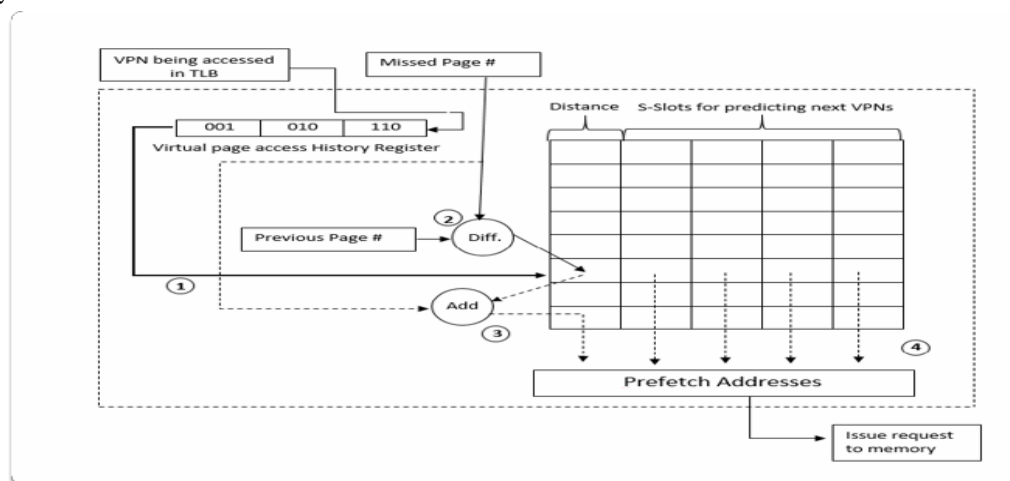 VPN being accessed
in TLB
Missed Page #
Distance
S-Slots for predicting next VPNs
001
010
110
Virtual page access History Register
2
Previous Page #
Diff.
1
Add
3
4
Prefetch Addresses
Issue request
to memory